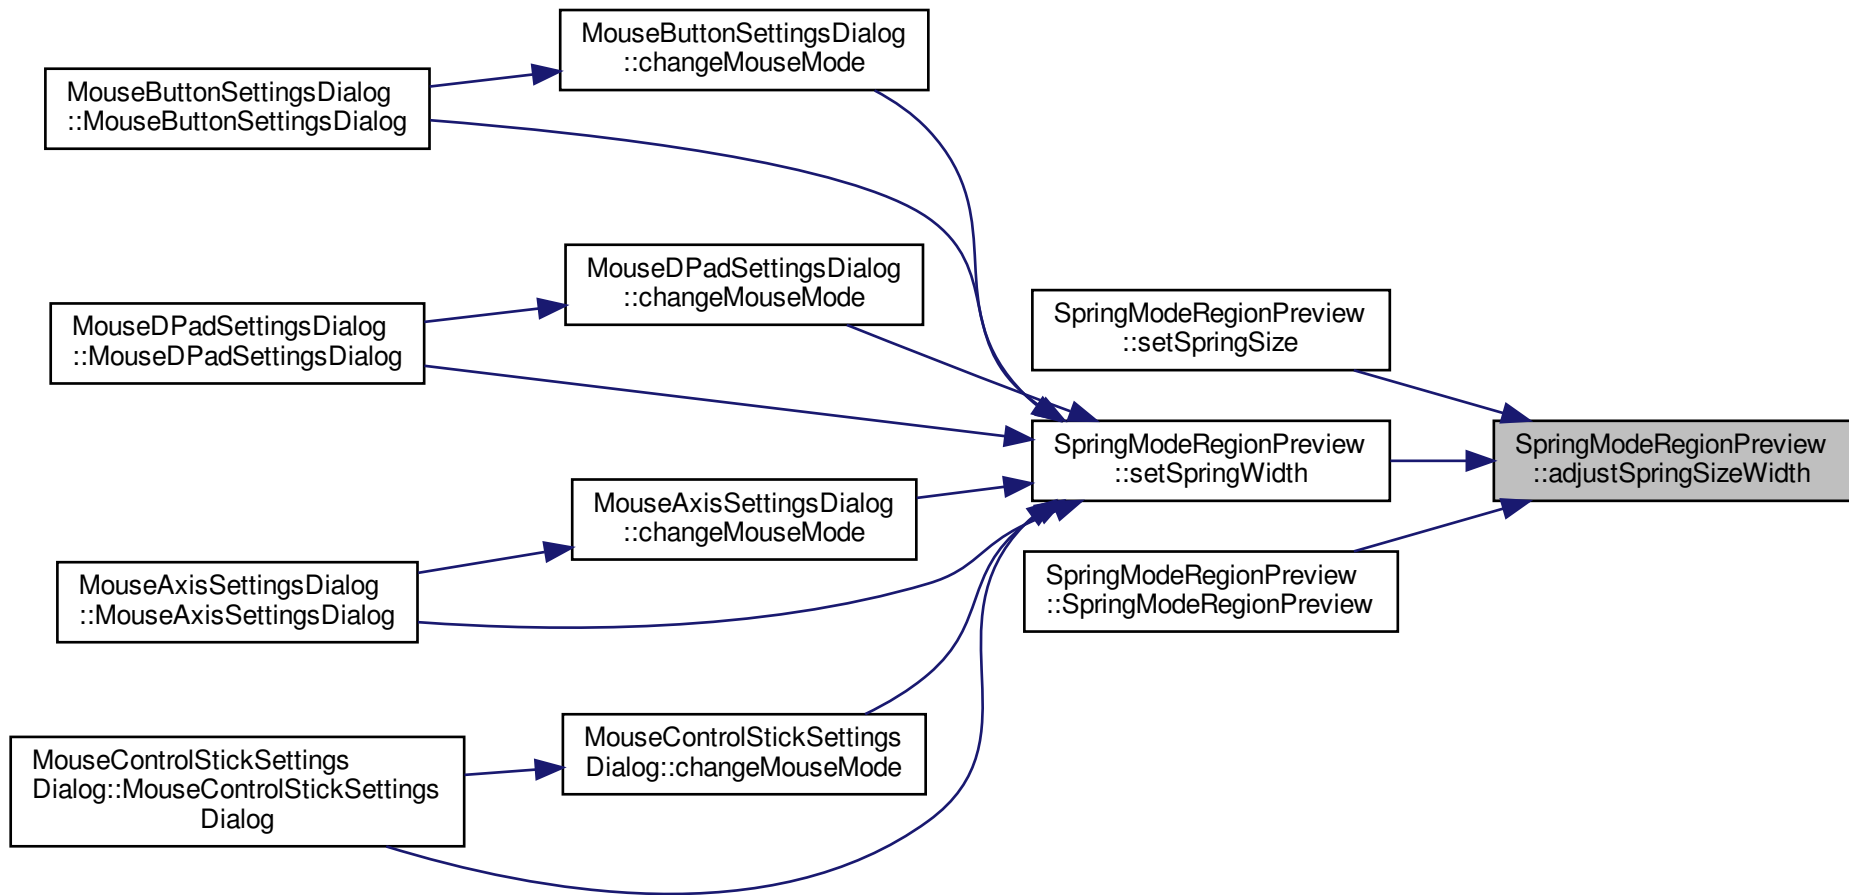 MouseButtonSettingsDialog
::changeMouseMode
MouseButtonSettingsDialog
::MouseButtonSettingsDialog
MouseDPadSettingsDialog
::changeMouseMode
MouseDPadSettingsDialog
::MouseDPadSettingsDialog
SpringModeRegionPreview
::setSpringSize
SpringModeRegionPreview
::setSpringWidth
SpringModeRegionPreview
::adjustSpringSizeWidth
MouseAxisSettingsDialog
::changeMouseMode
MouseAxisSettingsDialog
::MouseAxisSettingsDialog
SpringModeRegionPreview
::SpringModeRegionPreview
MouseControlStickSettings
Dialog::changeMouseMode
MouseControlStickSettings
Dialog::MouseControlStickSettings
Dialog